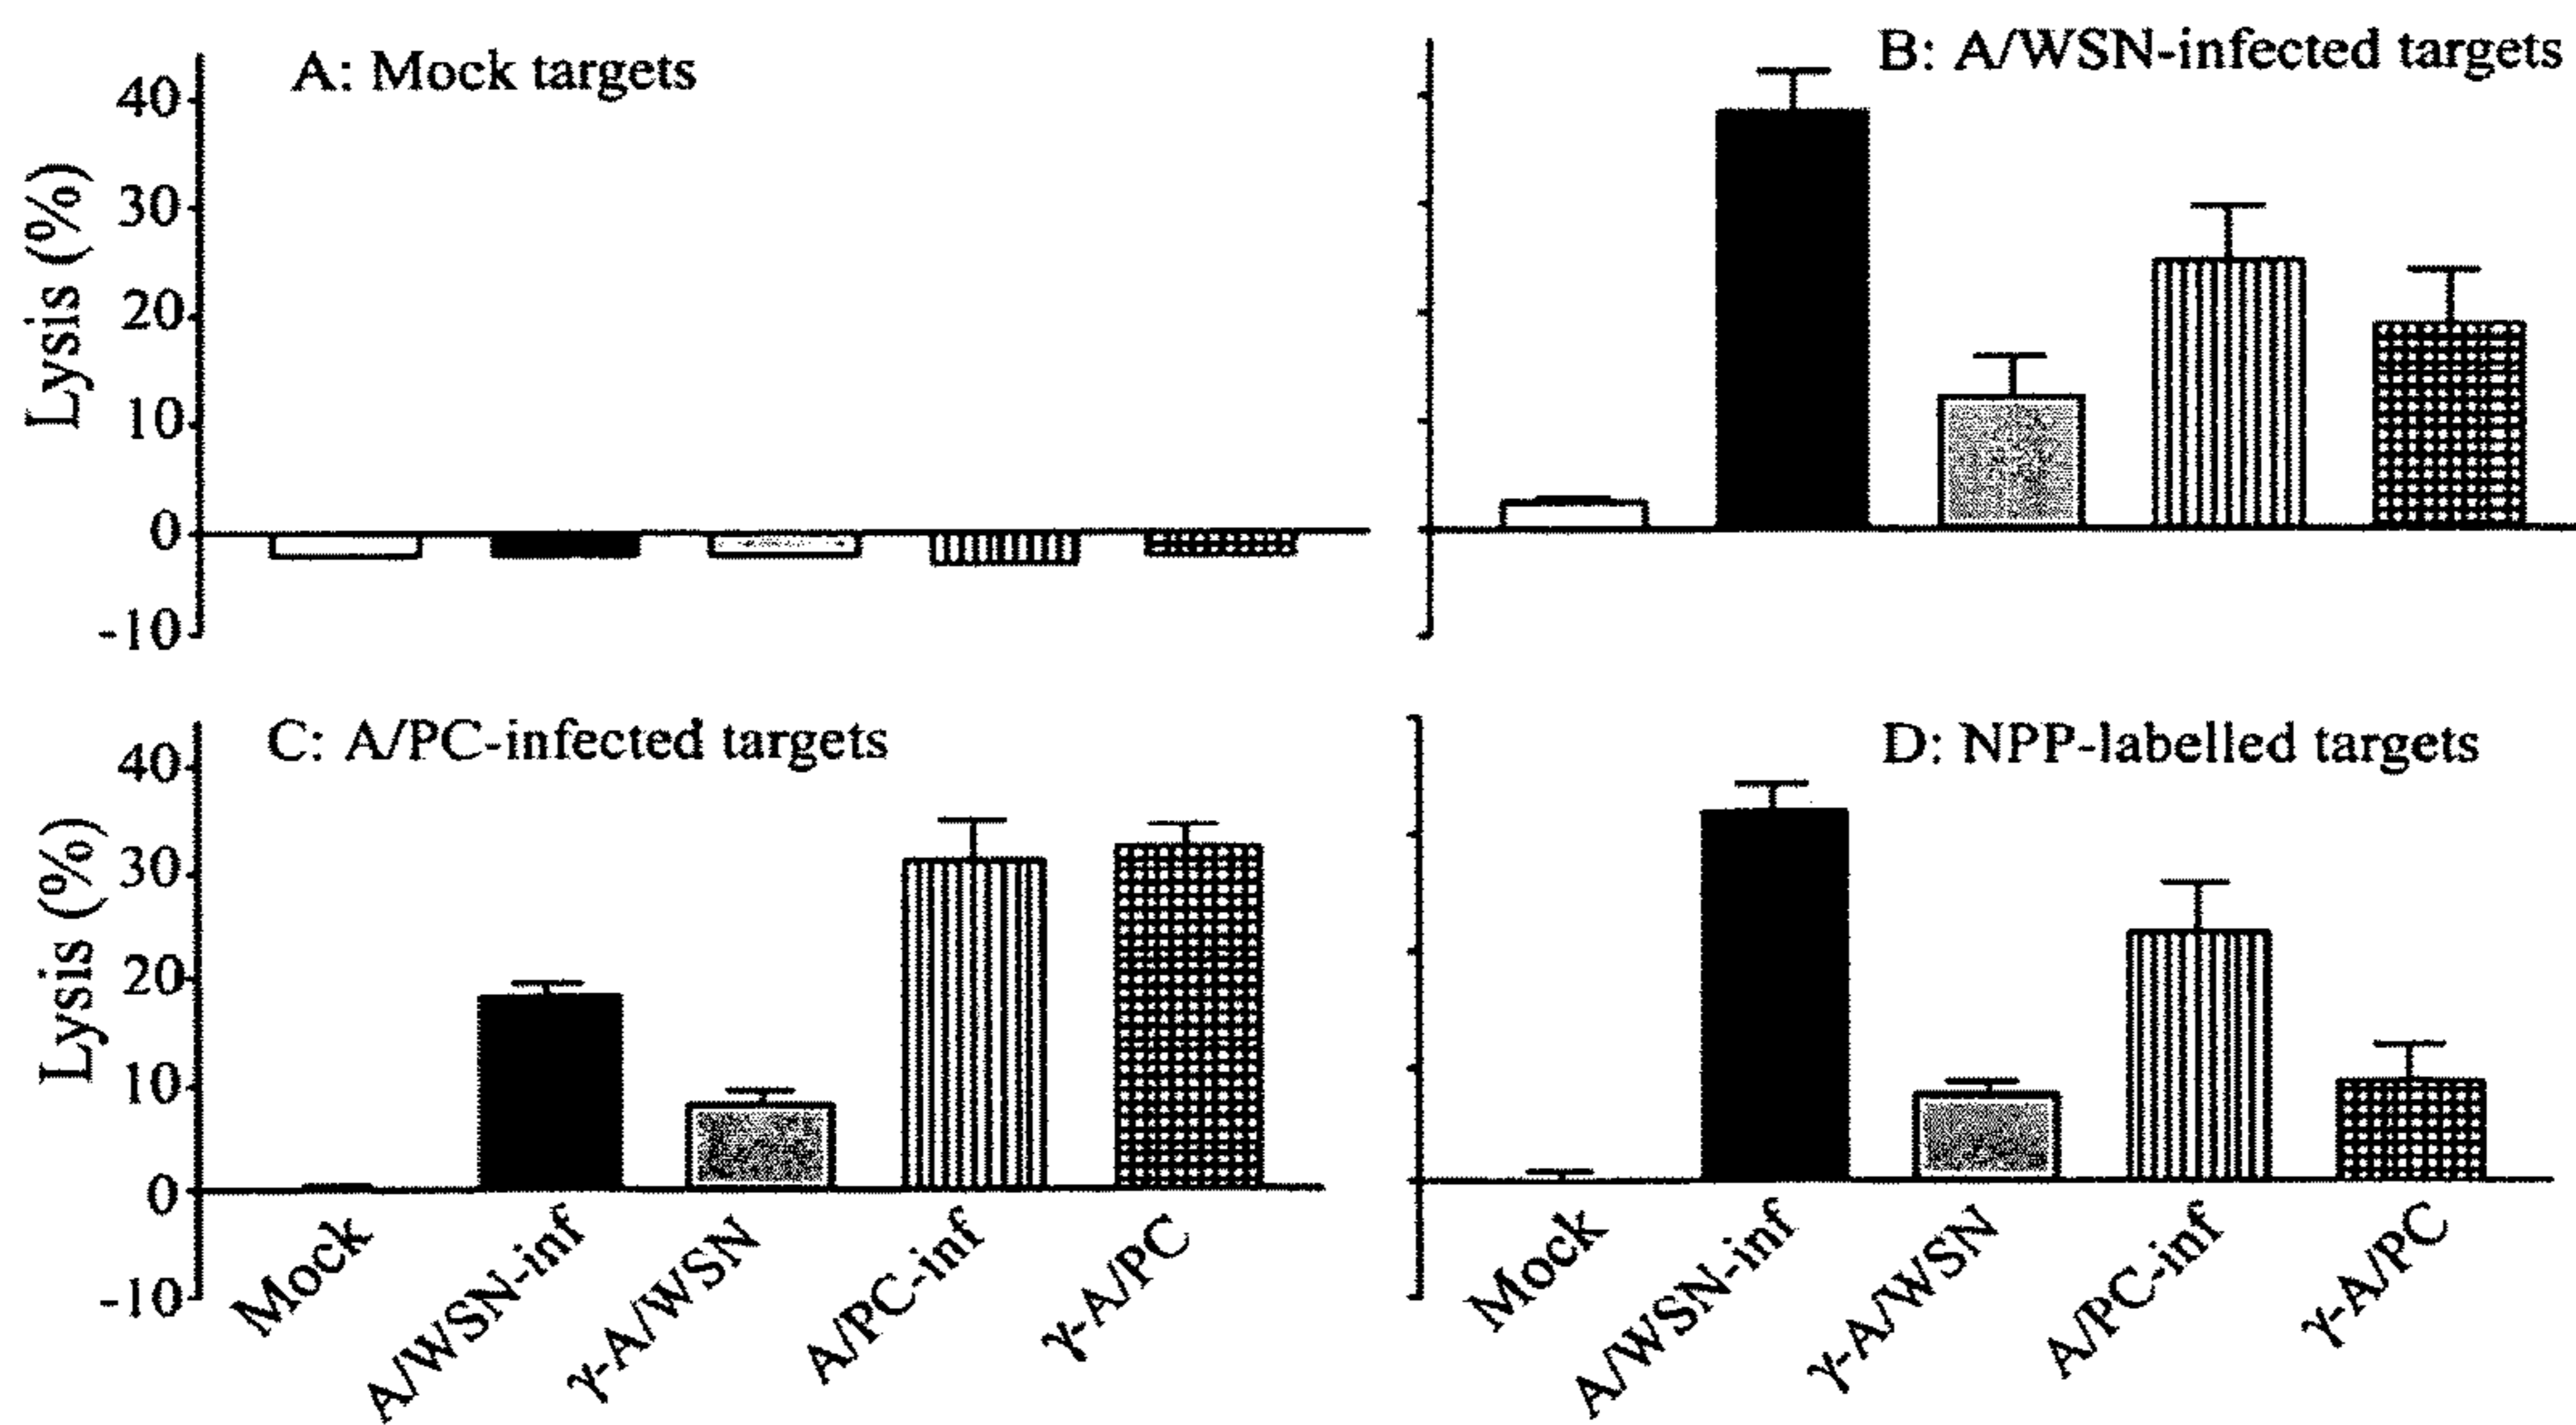 A: Mock targets
B: A/WSN-infected targets
Lysis (%)
40
30
20
10
0
-10
C: A/PC-infected targets
D: NPP-labelled targets
Lysis (%)
40
30
20
10
0
-10
Mock
A/WSN-inf
γ-A/WSN
A/PC-inf
γ-A/PC
Mock
A/WSN-inf
γ-A/WSN
A/PC-inf
γ-A/PC